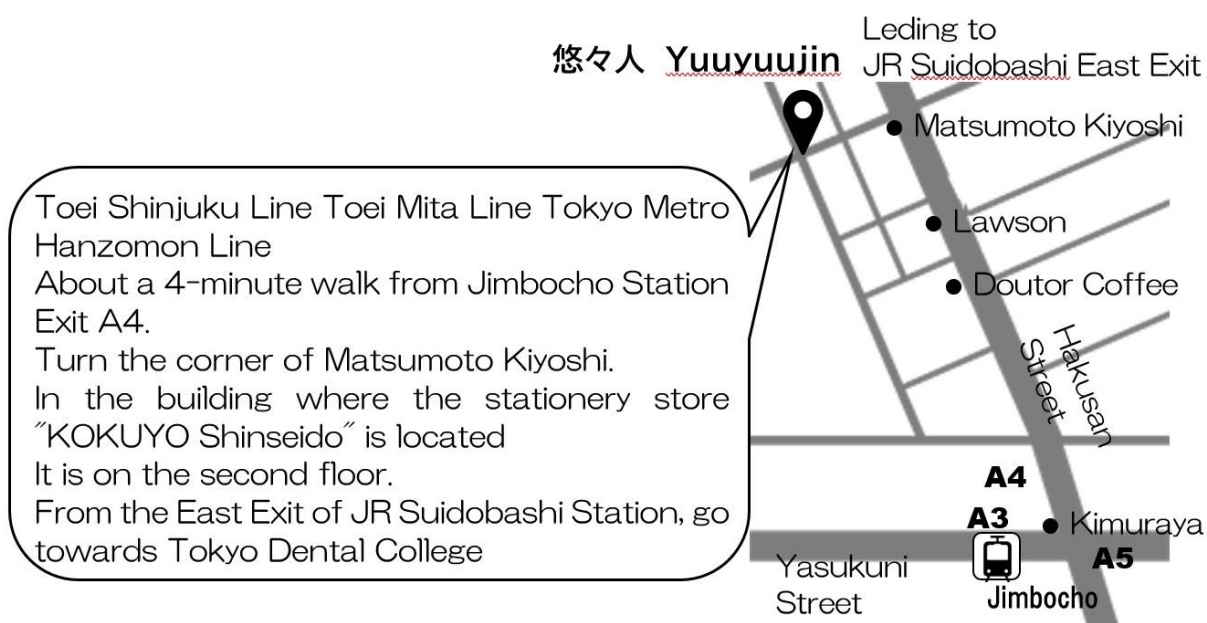 悠々人 Yuuyuujin
Leding to
JR Suidobashi East Exit
Matsumoto Kiyoshi
Toei Shinjuku Line Toei Mita Line Tokyo Metro
Hanzomon Line
About a 4-minute walk from Jimbocho Station
Exit A4.
Turn the corner of Matsumoto Kiyoshi.
In the building where the stationery store
"KOKUYO Shinseido" is located
It is on the second floor.
From the East Exit of JR Suidobashi Station, go
towards Tokyo Dental College
Lawson
Doutor Coffee
Hakusan
Street
A4
A3
Kimuraya
A5
Yasukuni
Street
Jimbocho